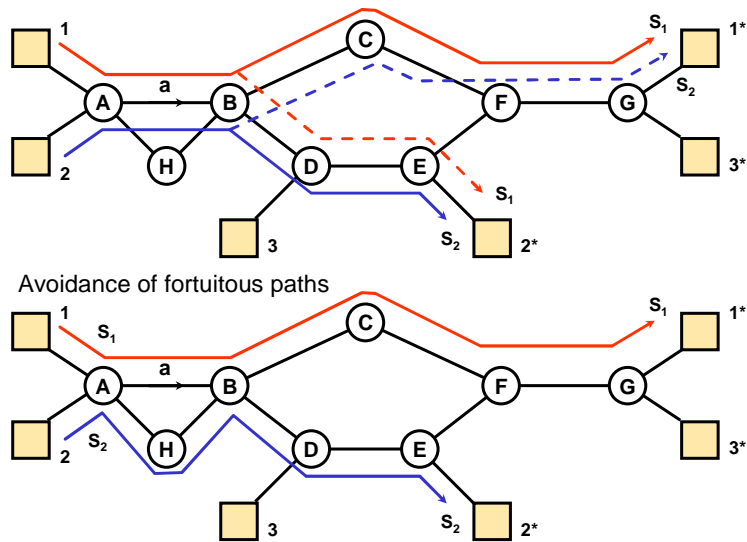 1
S1
1*
C
a
S2
A
B
F
G
2
H
D
E
3*
S1
3
S2
2*
Avoidance of fortuitous paths
1
S1
S1
1*
C
a
A
B
F
G
2
S2
H
D
E
3*
3
S2
2*